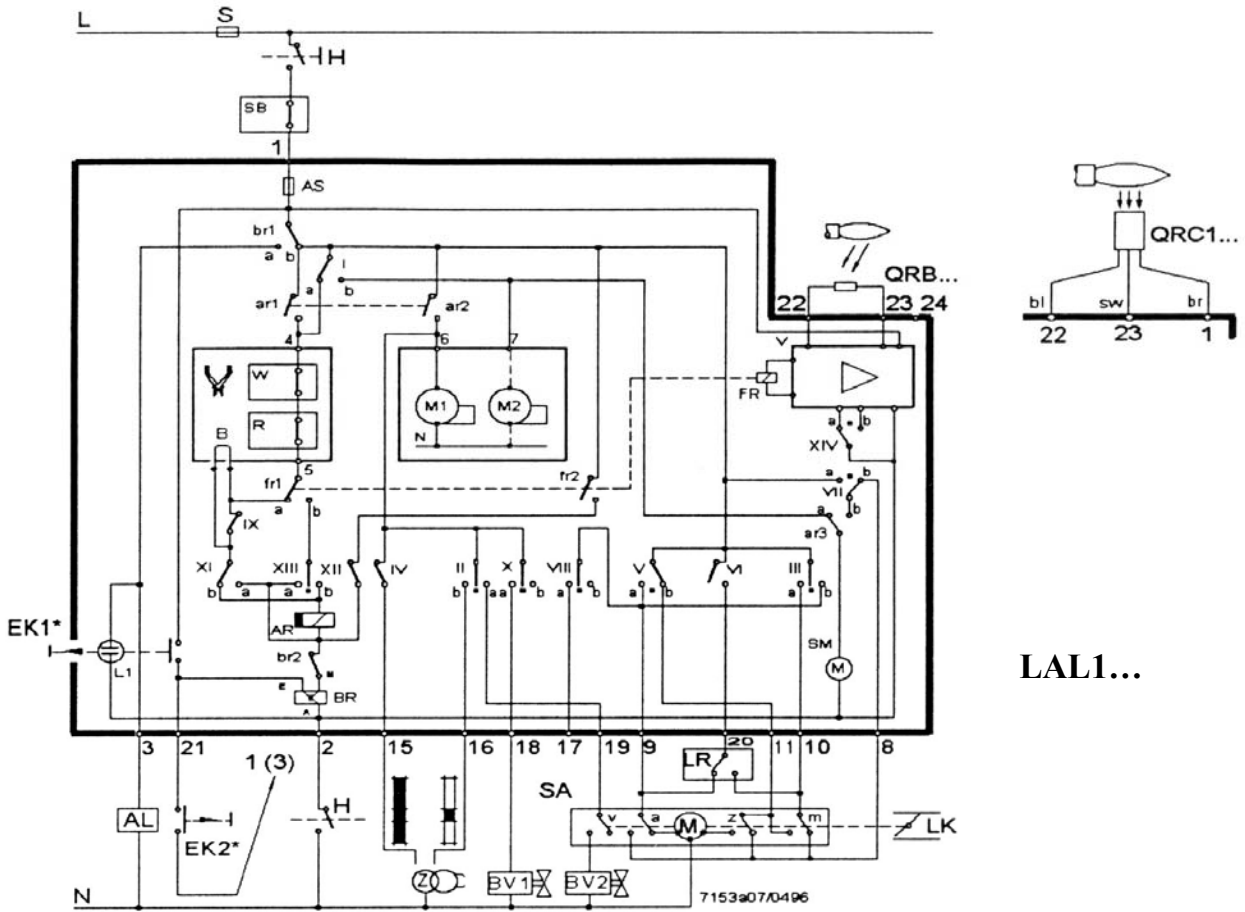 L
S
H
SB
1
AS
br1
a
b
I
a
b
ar1
ar2
4
6
7
W
R
B
M1
M2
N
5
fr1
a
fr2
IX
XI
XIII
XII
IV
II
X
VIII
V
VI
III
b
a
a
b
b
a
a
b
a
b
a
b
a
b
AR
br2
BR
EK1*
L1
QRB...
22
23
24
V
FR
a
b
XIV
a
b
VII
a
b
ar3
SM
M
QRC1...
bl
sw
br
22
23
1
LAL1...
3
21
2
15
16
18
17
19
9
20
11
10
8
1 (3)
LR
SA
H
v
a
M
z
m
LK
AL
EK2*
Z
BV1
BV2
7153a07/0496
N